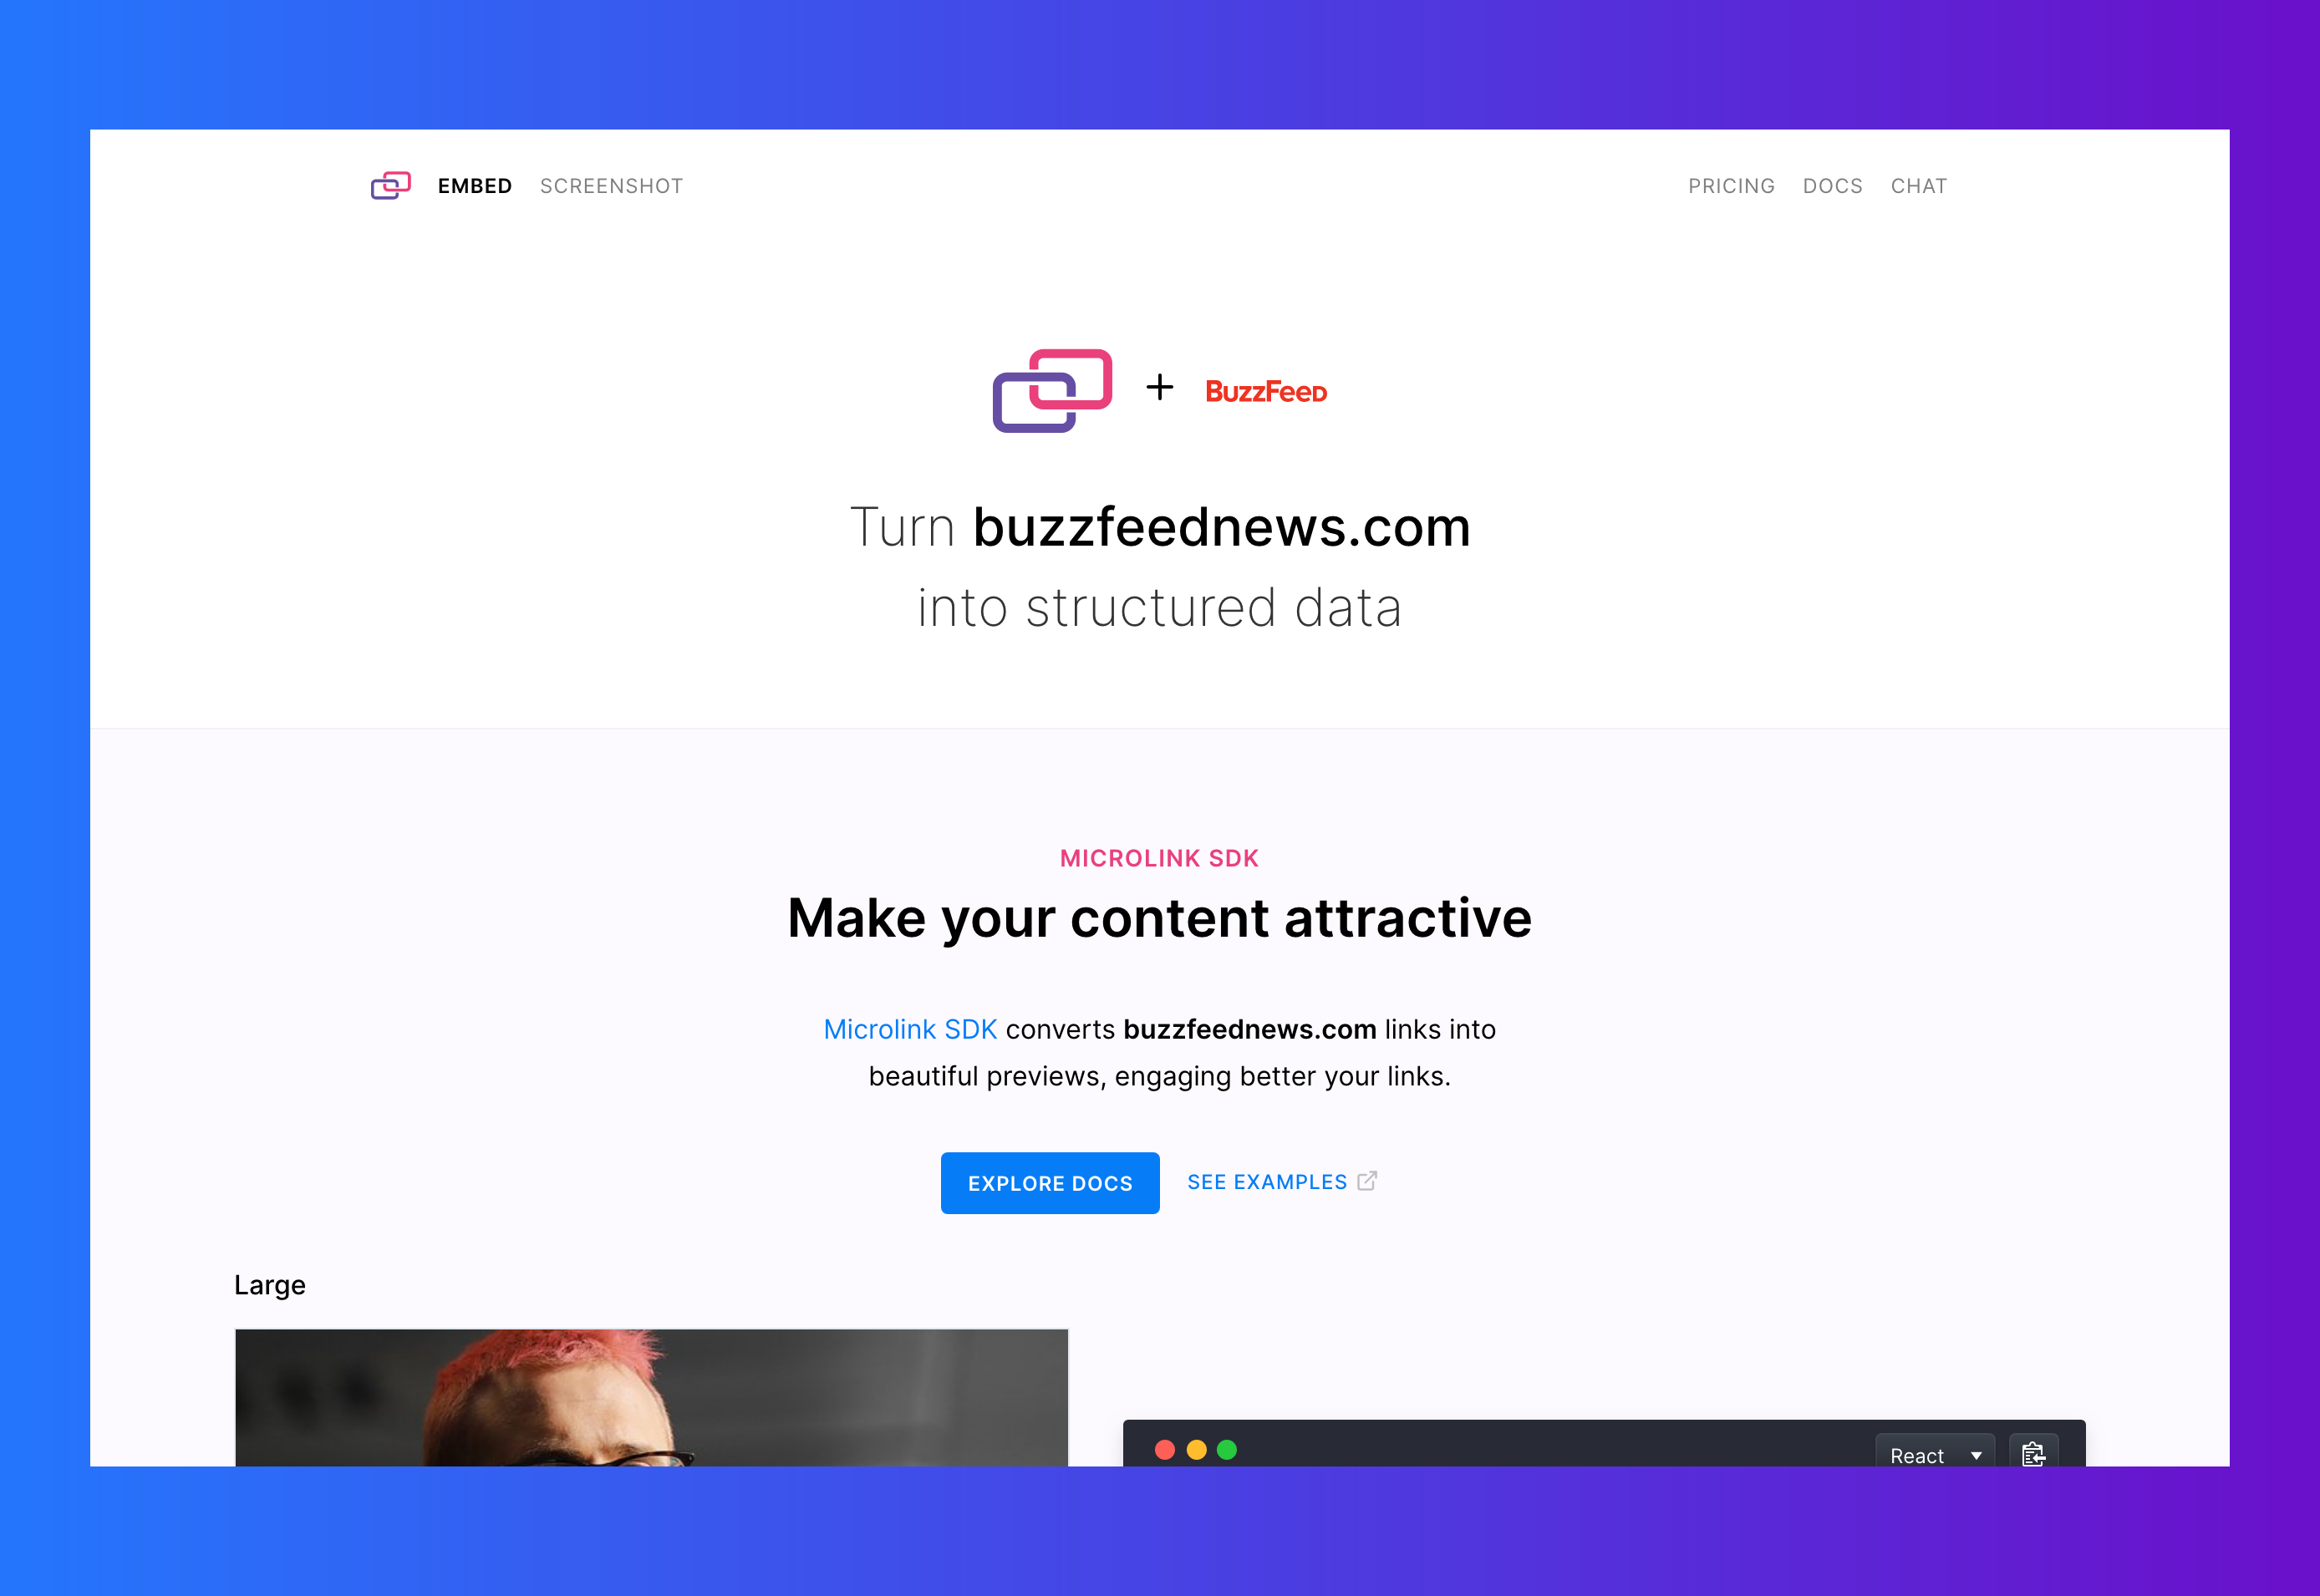 EMBED SCREENSHOT PRICING DOCS CHAT
BuzzFeed
Turn buzzfeednews.com
into structured data
MICROLINK SDK
Make your content attractive
Microlink SDK converts buzzfeednews.com links into
beautiful previews, engaging better your links.
EXPLORE DOCS SEE EXAMPLES
Large
React